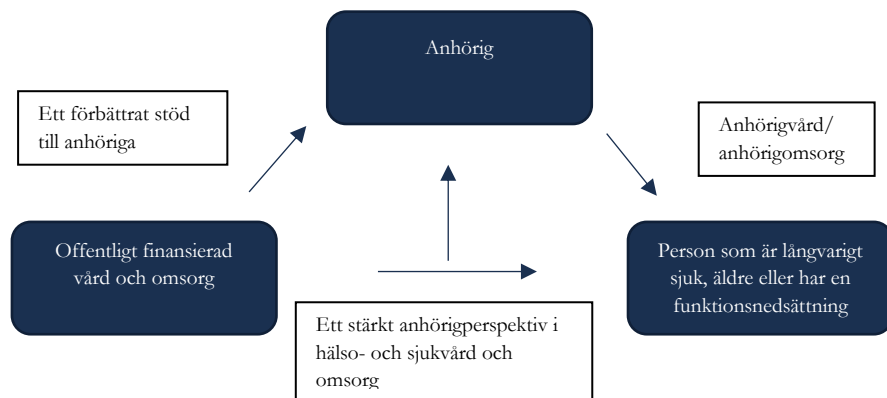 Anhörig
Ett förbättrat stöd
till anhöriga
Anhörigvård/
anhörigomsorg
Offentligt finansierad
vård och omsorg
Person som är långvarigt
sjuk, äldre eller har en
funktionsnedsättning
Ett stärkt anhörigperspektiv i
hälso- och sjukvård och
omsorg